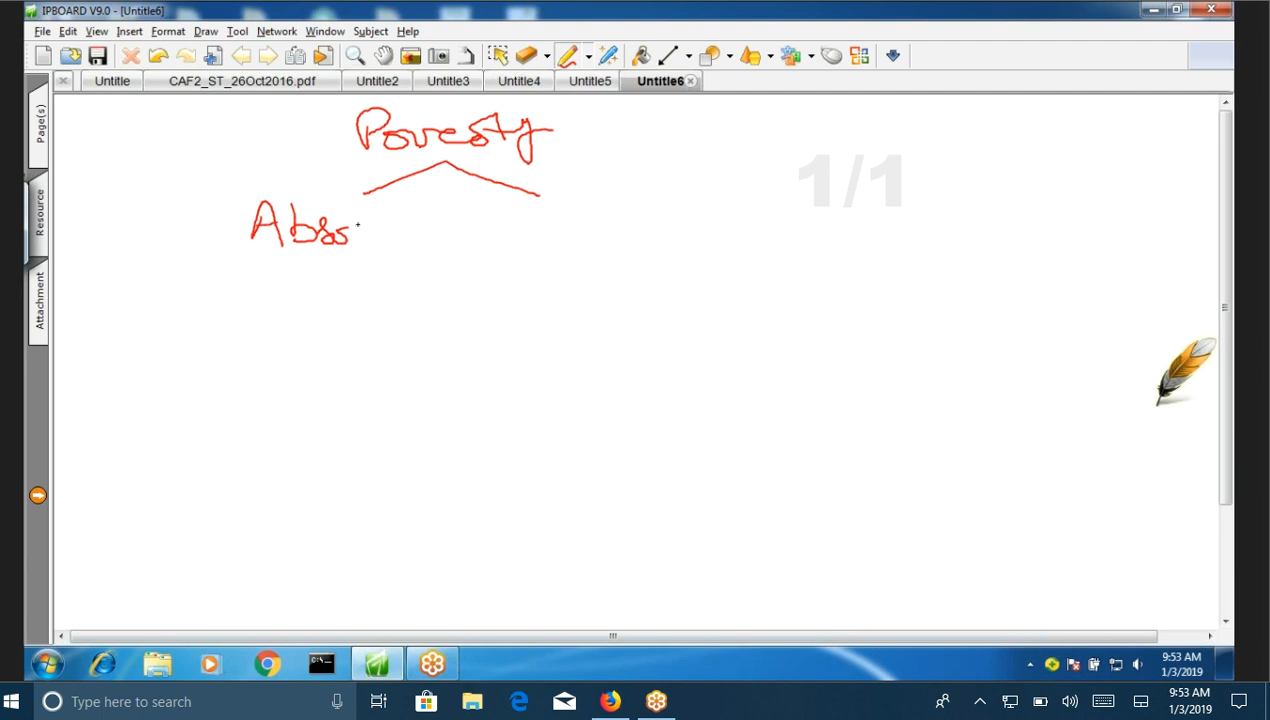 IPBOARD V9.0 - [Untitle6]
File Edit View Insert Format Draw Tool Network Window Subject Help
Untitle CAF2_ST_26Oct2016.pdf Untitle2 Untitle3 Untitle4 Untitle5 Untitle6
Page(s)
Resource
Attachment
Poverty
1/1
Abso
9:53 AM
1/3/2019
Type here to search
9:53 AM
1/3/2019